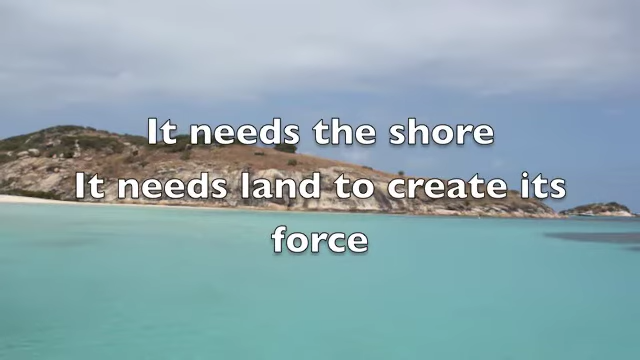 It needs the shore
It needs land to create its
force